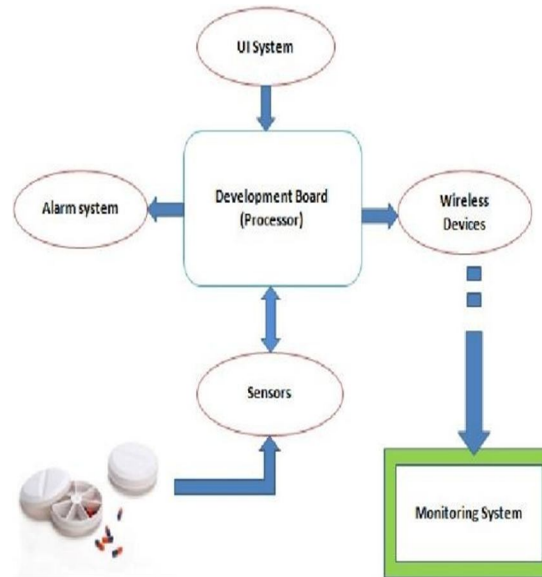 UI System
Development Board
(Processor)
Alarm system
Wireless
Devices
Sensors
Monitoring System